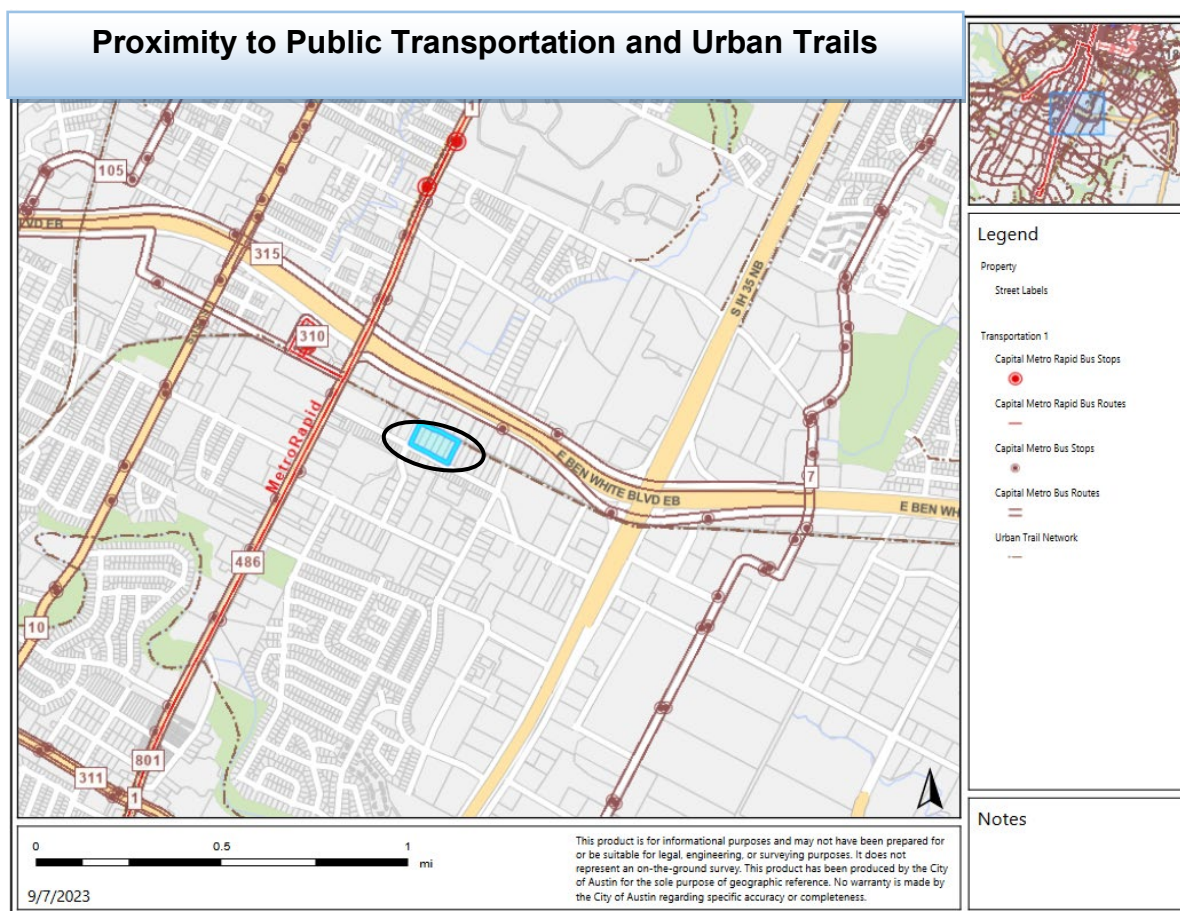 Proximity to Public Transportation and Urban Trails
1
105
VD EB
315
S IH 35 NB
310
MetroRapid
E BEN WHITE BLVD EB
7
E BEN WH
486
10
801
311
1
Legend
Property
Street Labels
Transportation 1
Capital Metro Rapid Bus Stops
Capital Metro Rapid Bus Routes
Capital Metro Bus Stops
Capital Metro Bus Routes
Urban Trail Network
Notes
0 0.5 1
mi
9/7/2023
This product is for informational purposes and may not have been prepared for
or be suitable for legal, engineering, or surveying purposes. It does not
represent an on-the-ground survey. This product has been produced by the City
of Austin for the sole purpose of geographic reference. No warranty is made by
the City of Austin regarding specific accuracy or completeness.